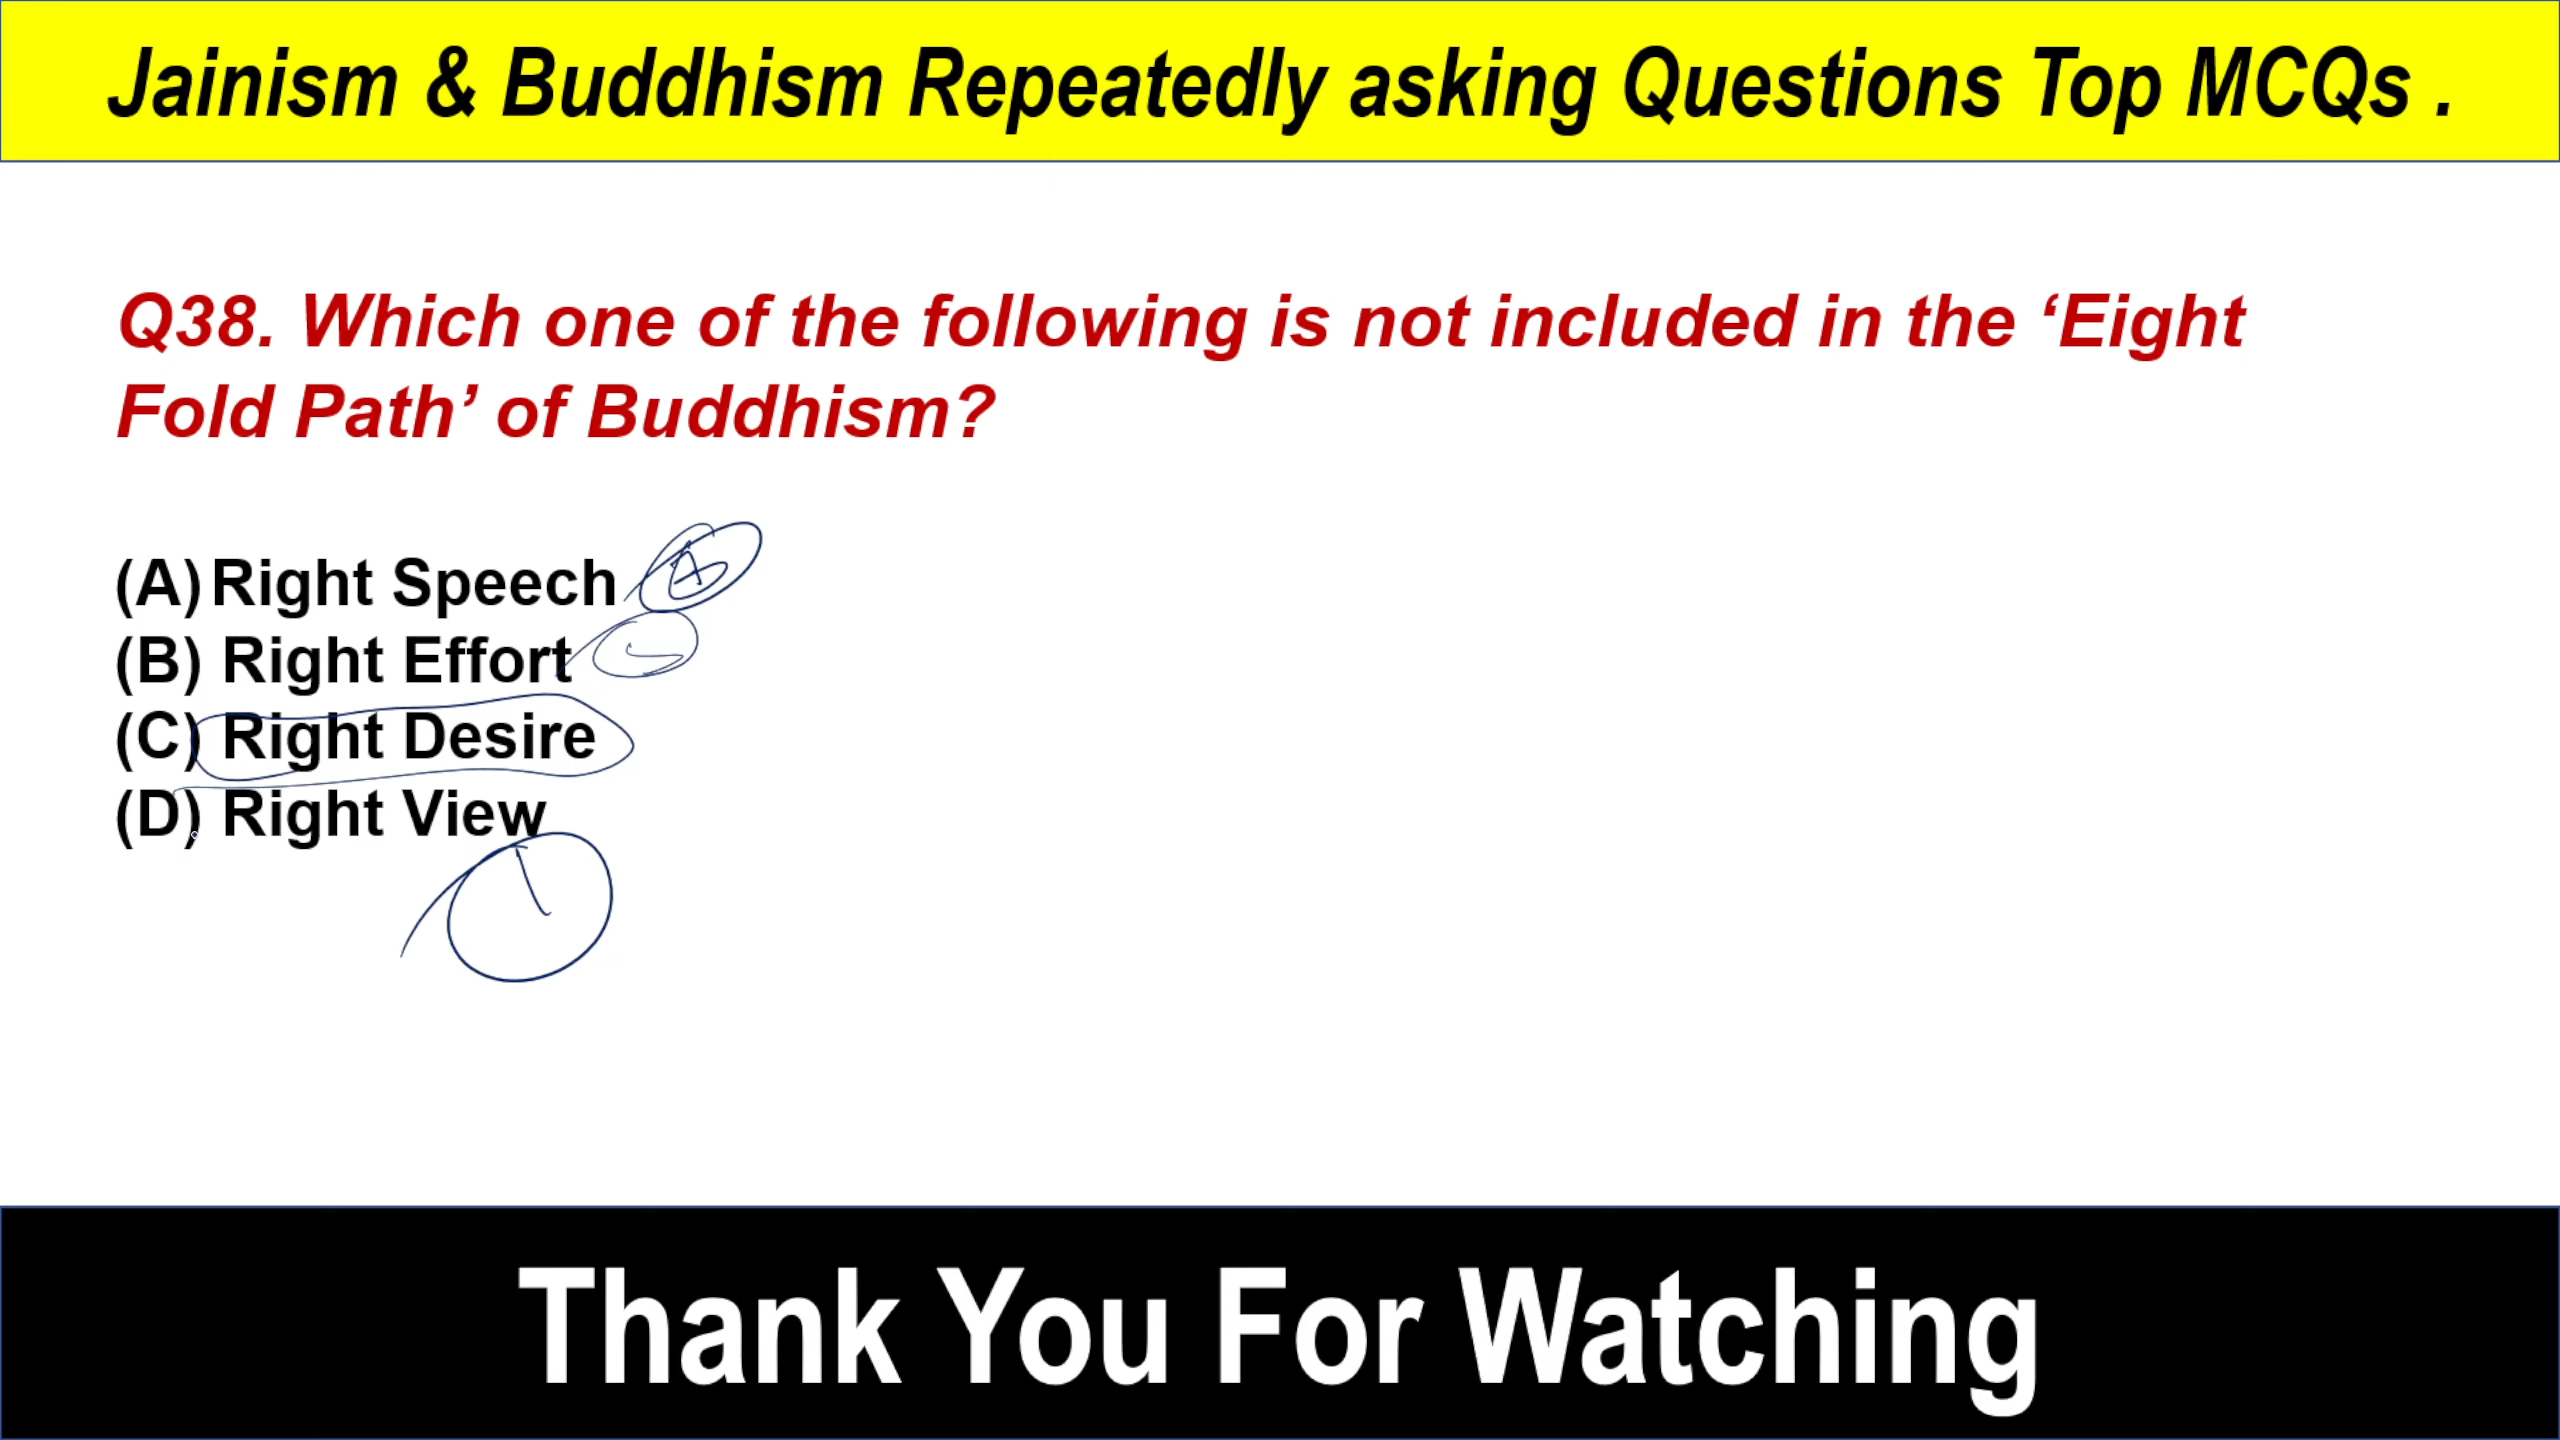 Jainism & Buddhism Repeatedly asking Questions Top MCQs .
Q38. Which one of the following is not included in the ‘Eight
Fold Path’ of Buddhism?
(A) Right Speech
(B) Right Effort
(C) Right Desire
(D) Right View
Thank You For Watching